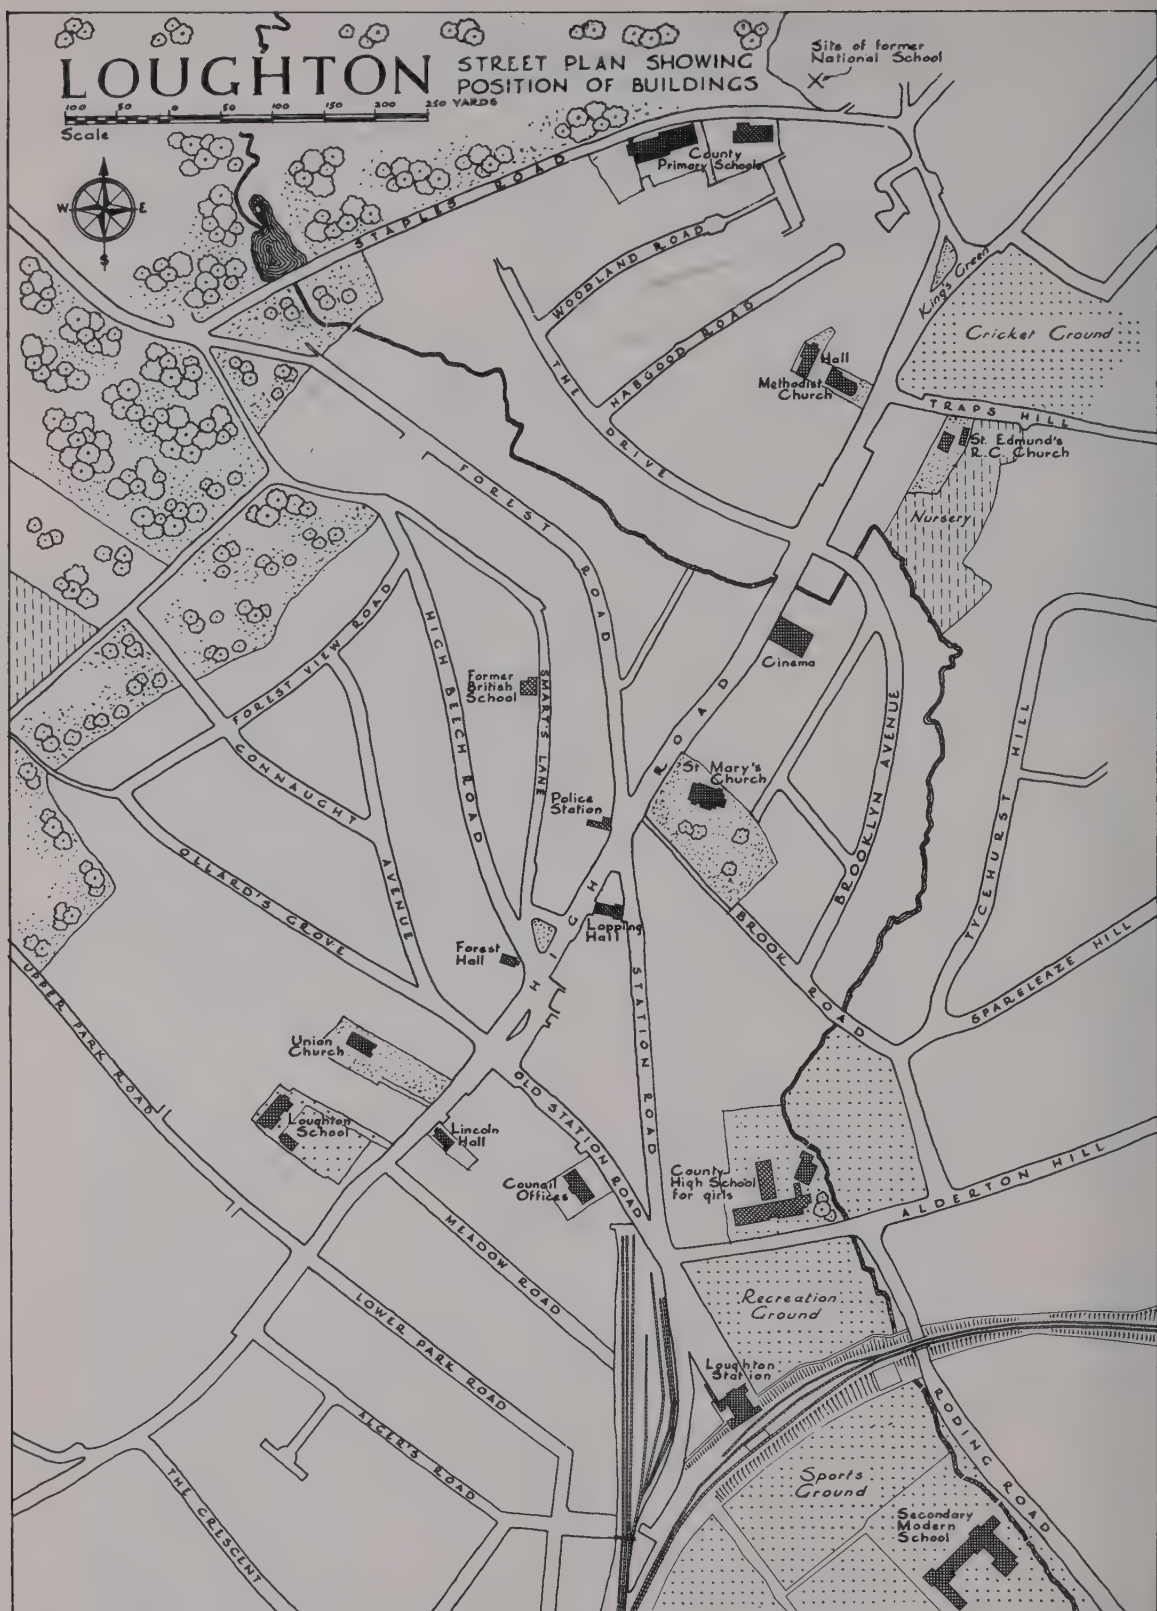 LOUGHTON
STREET PLAN SHOWING
POSITION OF BUILDINGS
100 50 0 50 100 150 200 250 YARDS
Scale
Site of former
National School
X
W E
S
County
Primary Schools
STAPLES ROAD
WOODLAND ROAD
HABGOOD ROAD
THE DRIVE
King's Green
Cricket Ground
Hall
Methodist
Church
TRAPS HILL
St. Edmund's
R.C. Church
Nursery
FOREST ROAD
FOREST VIEW ROAD
HIGH BEECH ROAD
Former
British
School
SMART'S LANE
Cinema
HIGH ROAD
St Mary's
Church
BROOKLYN AVENUE
TYCEHURST HILL
CONNAUGHT AVENUE
Police
Station
OLLARD'S GROVE
Lopping
Hall
BROOK ROAD
SPARELEAZE HILL
Forest
Hall
UPPER PARK ROAD
STATION ROAD
Union
Church
OLD STATION ROAD
Loughton
School
Lincoln
Hall
Council
Offices
County
High School
for girls
ALDERTON HILL
MEADOW ROAD
LOWER PARK ROAD
Recreation
Ground
Loughton
Station
RODING ROAD
ALGER'S ROAD
THE CRESCENT
Sports
Ground
Secondary
Modern
School